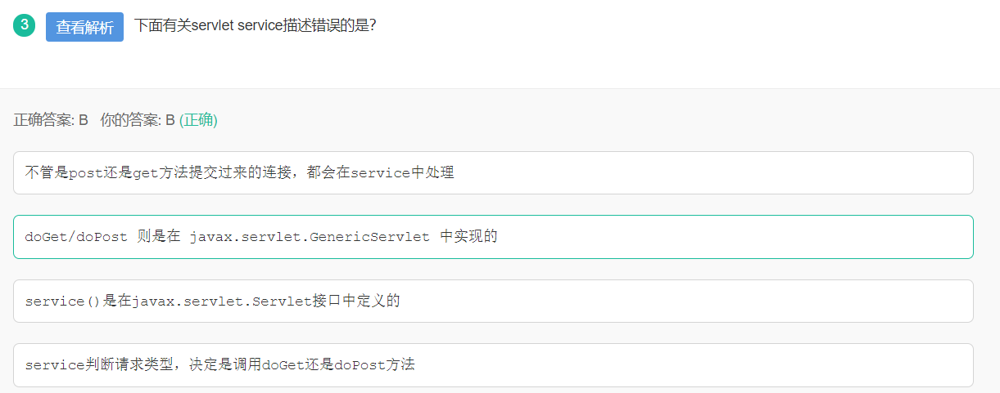 3 查看解析 下面有关servlet service描述错误的是？
正确答案: B 你的答案: B (正确)
不管是post还是get方法提交过来的连接，都会在service中处理
doGet/doPost 则是在 javax.servlet.GenericServlet 中实现的
service()是在javax.servlet.Servlet接口中定义的
service判断请求类型，决定是调用doGet还是doPost方法